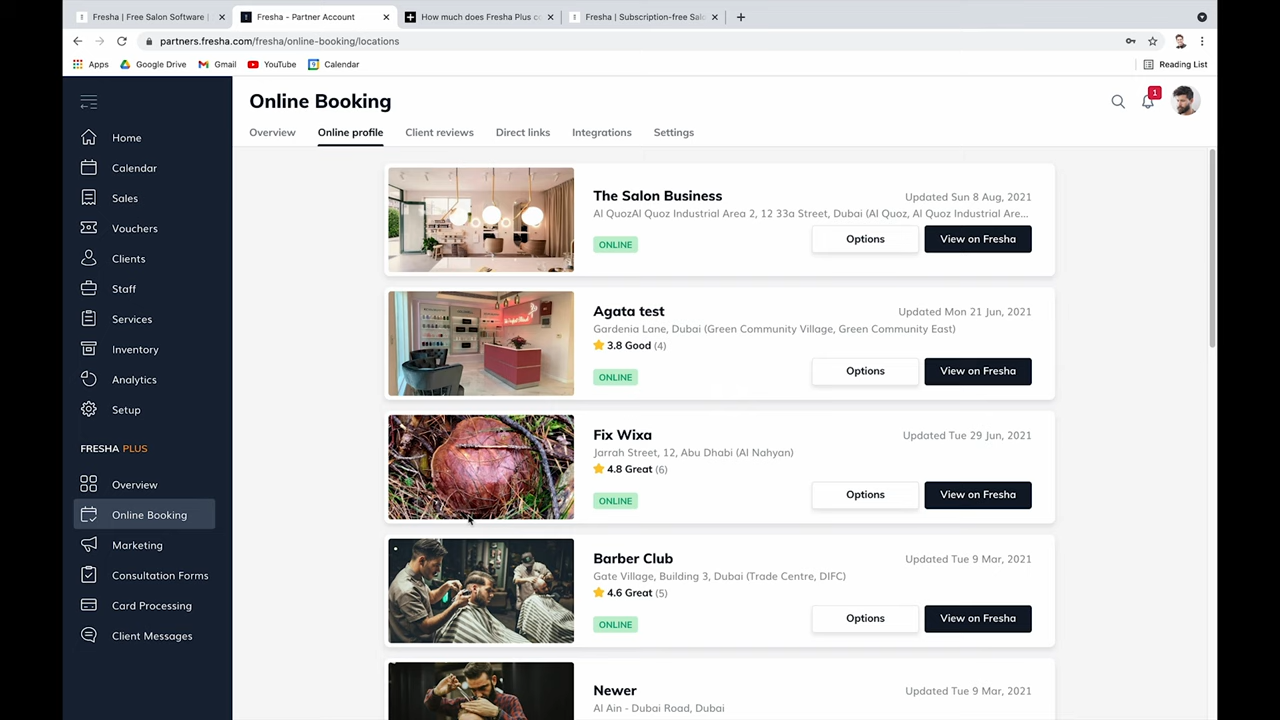 Fresha | Free Salon Software |
Fresha - Partner Account
How much does Fresha Plus co
Fresha | Subscription-free Sal
partners.fresha.com/fresha/online-booking/locations
Apps
Google Drive
Gmail
YouTube
Calendar
Reading List
Online Booking
1
Overview
Online profile
Client reviews
Direct links
Integrations
Settings
Home
Calendar
Sales
Vouchers
Clients
Staff
Services
Inventory
Analytics
Setup
FRESHA PLUS
Overview
Online Booking
Marketing
Consultation Forms
Card Processing
Client Messages
The Salon Business
Updated Sun 8 Aug, 2021
Al QuozAl Quoz Industrial Area 2, 12 33a Street, Dubai (Al Quoz, Al Quoz Industrial Are...
ONLINE
Options
View on Fresha
Agata test
Updated Mon 21 Jun, 2021
Gardenia Lane, Dubai (Green Community Village, Green Community East)
3.8 Good (4)
ONLINE
Options
View on Fresha
Fix Wixa
Updated Tue 29 Jun, 2021
Jarrah Street, 12, Abu Dhabi (Al Nahyan)
4.8 Great (6)
ONLINE
Options
View on Fresha
Barber Club
Updated Tue 9 Mar, 2021
Gate Village, Building 3, Dubai (Trade Centre, DIFC)
4.6 Great (5)
ONLINE
Options
View on Fresha
Newer
Updated Tue 9 Mar, 2021
Al Ain - Dubai Road, Dubai